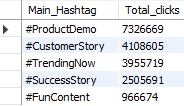 Main_Hashtag Total_clicks
#ProductDemo 7326669
#CustomerStory 4108605
#TrendingNow 3955719
#SuccessStory 2505691
#FunContent 966674